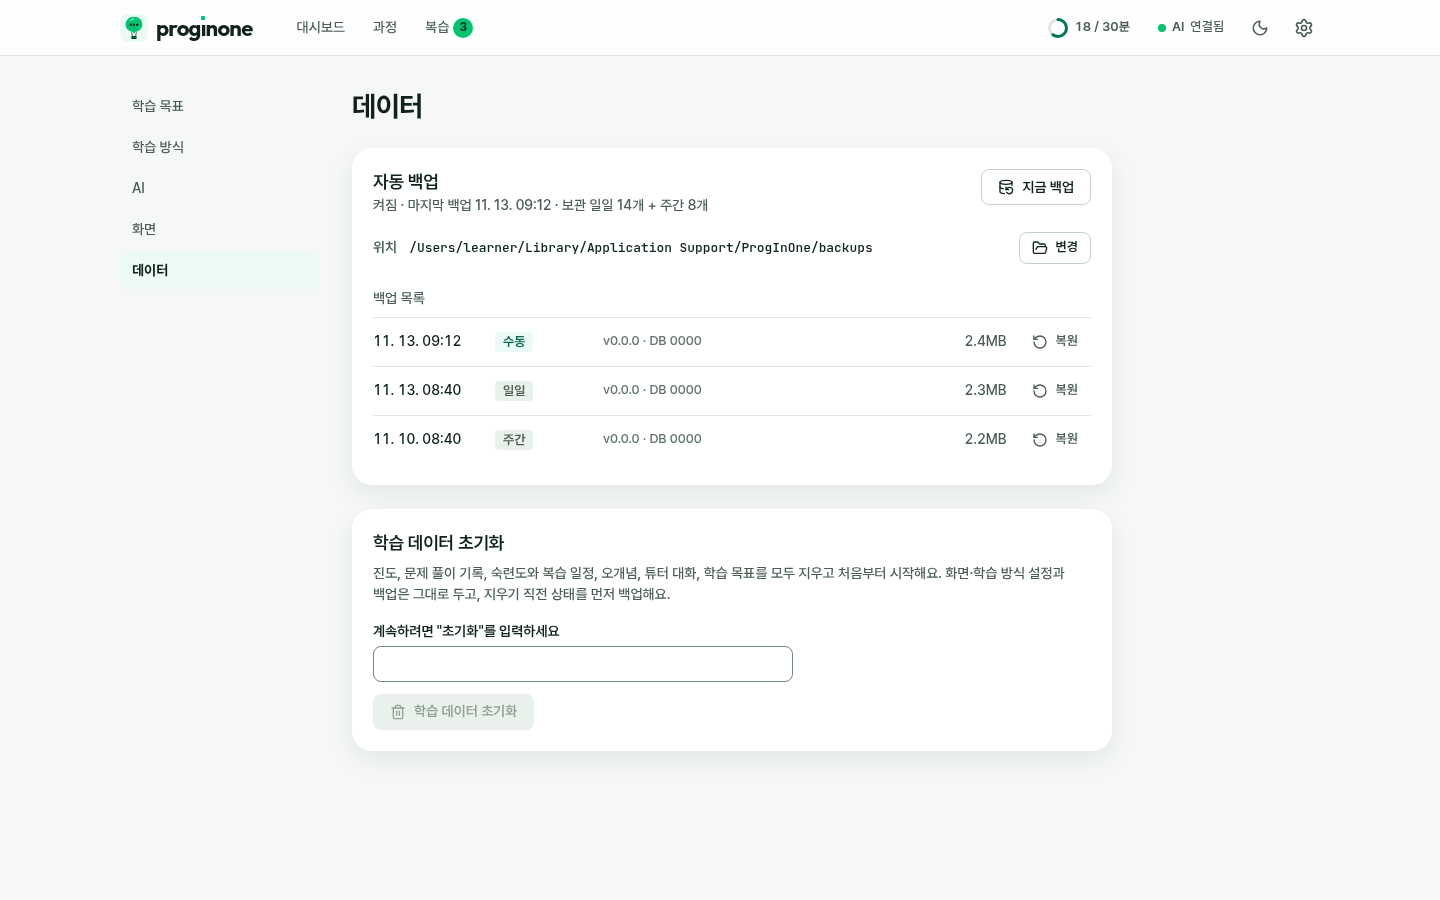 proginone
대시보드
과정
복습 3
18 / 30분
AI 연결됨
학습 목표
학습 방식
AI
화면
데이터
데이터
자동 백업
지금 백업
켜짐 · 마지막 백업 11. 13. 09:12 · 보관 일일 14개 + 주간 8개
위치 /Users/learner/Library/Application Support/ProgInOne/backups
변경
백업 목록
11. 13. 09:12 수동 v0.0.0 · DB 0000 2.4MB 복원
11. 13. 08:40 일일 v0.0.0 · DB 0000 2.3MB 복원
11. 10. 08:40 주간 v0.0.0 · DB 0000 2.2MB 복원
학습 데이터 초기화
진도, 문제 풀이 기록, 숙련도와 복습 일정, 오개념, 튜터 대화, 학습 목표를 모두 지우고 처음부터 시작해요. 화면·학습 방식 설정과
백업은 그대로 두고, 지우기 직전 상태를 먼저 백업해요.
계속하려면 "초기화"를 입력하세요
학습 데이터 초기화